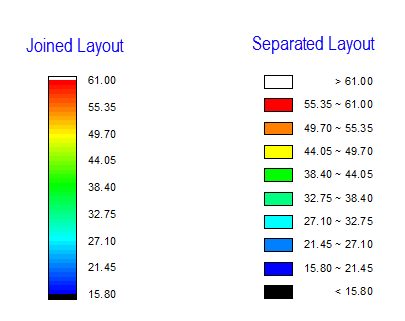 Joined Layout
61.00
55.35
49.70
44.05
38.40
32.75
27.10
21.45
15.80
Separated Layout
> 61.00
55.35 ~ 61.00
49.70 ~ 55.35
44.05 ~ 49.70
38.40 ~ 44.05
32.75 ~ 38.40
27.10 ~ 32.75
21.45 ~ 27.10
15.80 ~ 21.45
< 15.80